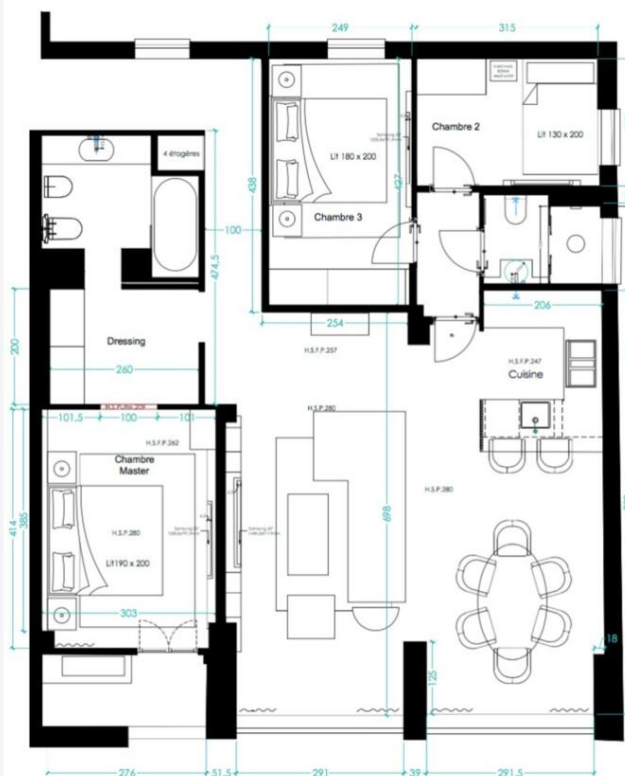 249
315
Chambre 2
Lit 130 x 200
4 étagères
Lit 180 x 200
438
427
Chambre 3
100
474,5
254
206
H.S.F.P.257
H.S.F.P.247
Cuisine
Dressing
200
260
101,5
100
101
H.S.F.P.262
H.S.P.280
Chambre
Master
H.S.P.280
414
385
H.S.P.280
Lit190 x 200
698
303
18
125
276
51,5
291
39
291,5